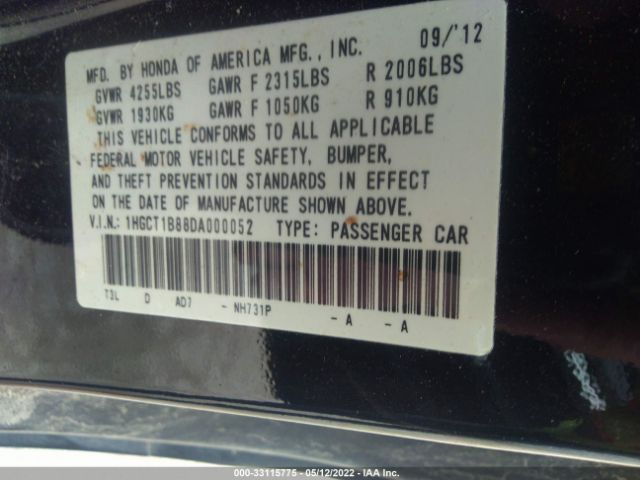 MFD. BY HONDA OF AMERICA MFG., INC. 09/'12
GVWR 4255LBS GAWR F 2315LBS R 2006LBS
GVWR 1930KG GAWR F 1050KG R 910KG
THIS VEHICLE CONFORMS TO ALL APPLICABLE
FEDERAL MOTOR VEHICLE SAFETY, BUMPER,
AND THEFT PREVENTION STANDARDS IN EFFECT
ON THE DATE OF MANUFACTURE SHOWN ABOVE.
V.I.N.: 1HGCT1B88DA000052 TYPE: PASSENGER CAR
T3L D AD7 - NH731P - A - A
000-33115775 - 05/12/2022 - IAA Inc.